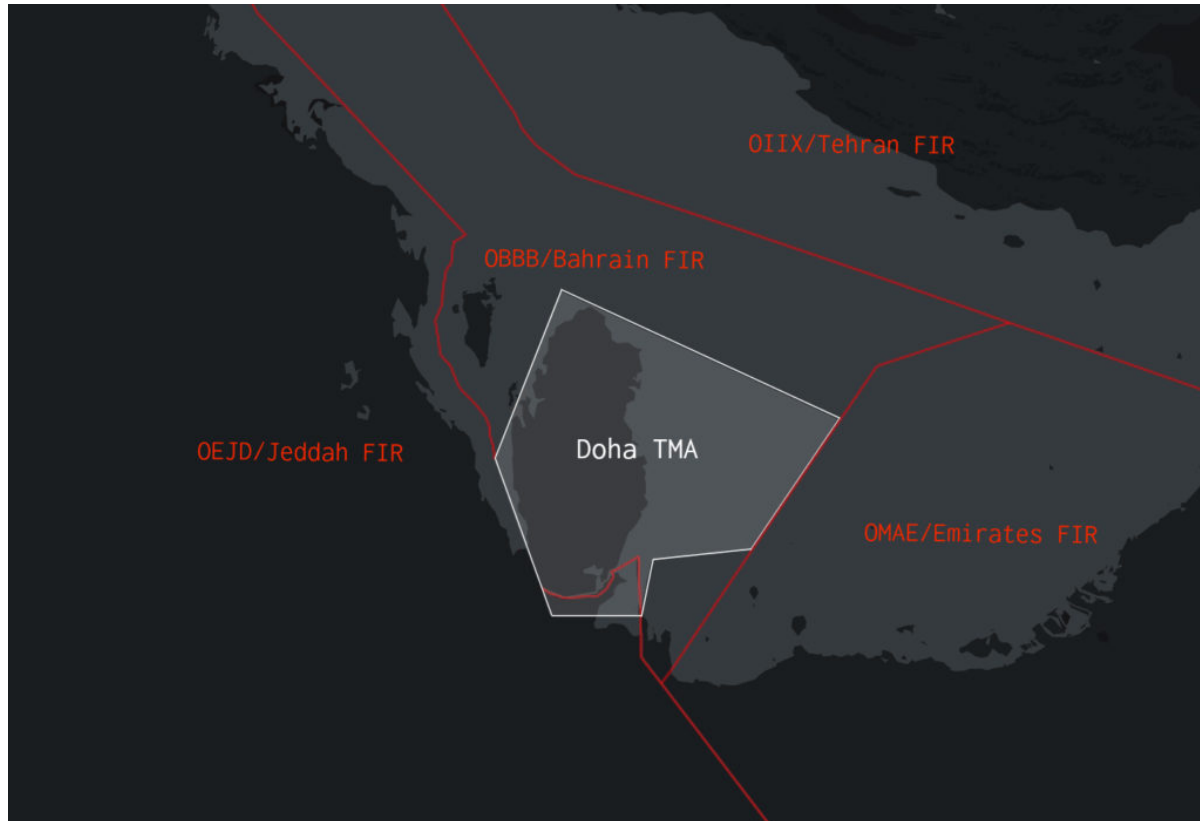 OIIX/Tehran FIR
OBBB/Bahrain FIR
OEJD/Jeddah FIR
Doha TMA
OMAE/Emirates FIR